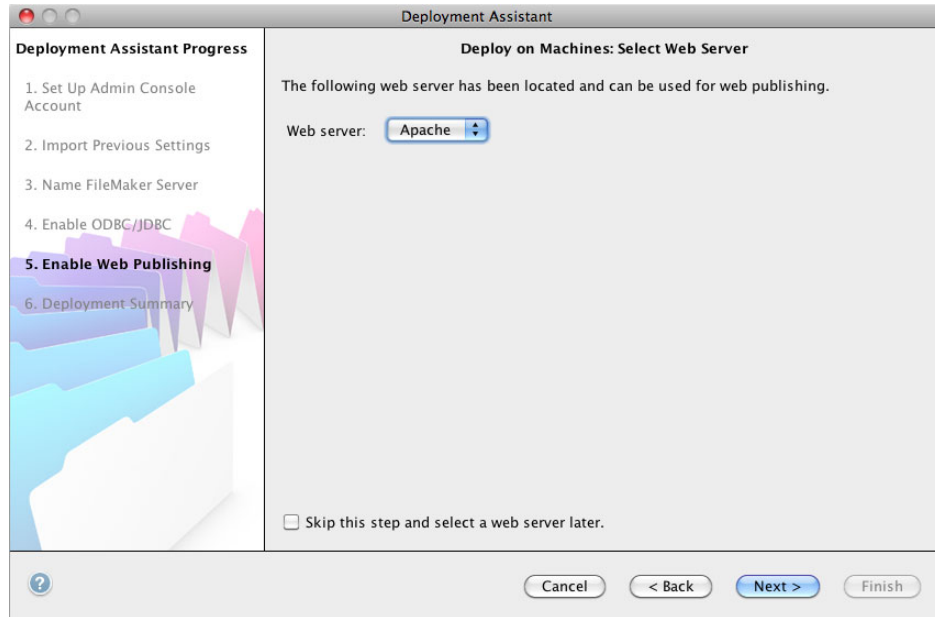 Deployment Assistant
Deployment Assistant Progress
1. Set Up Admin Console
Account
2. Import Previous Settings
3. Name FileMaker Server
4. Enable ODBC/JDBC
5. Enable Web Publishing
6. Deployment Summary
Deploy on Machines: Select Web Server
The following web server has been located and can be used for web publishing.
Web server: Apache
Skip this step and select a web server later.
? Cancel < Back Next > Finish